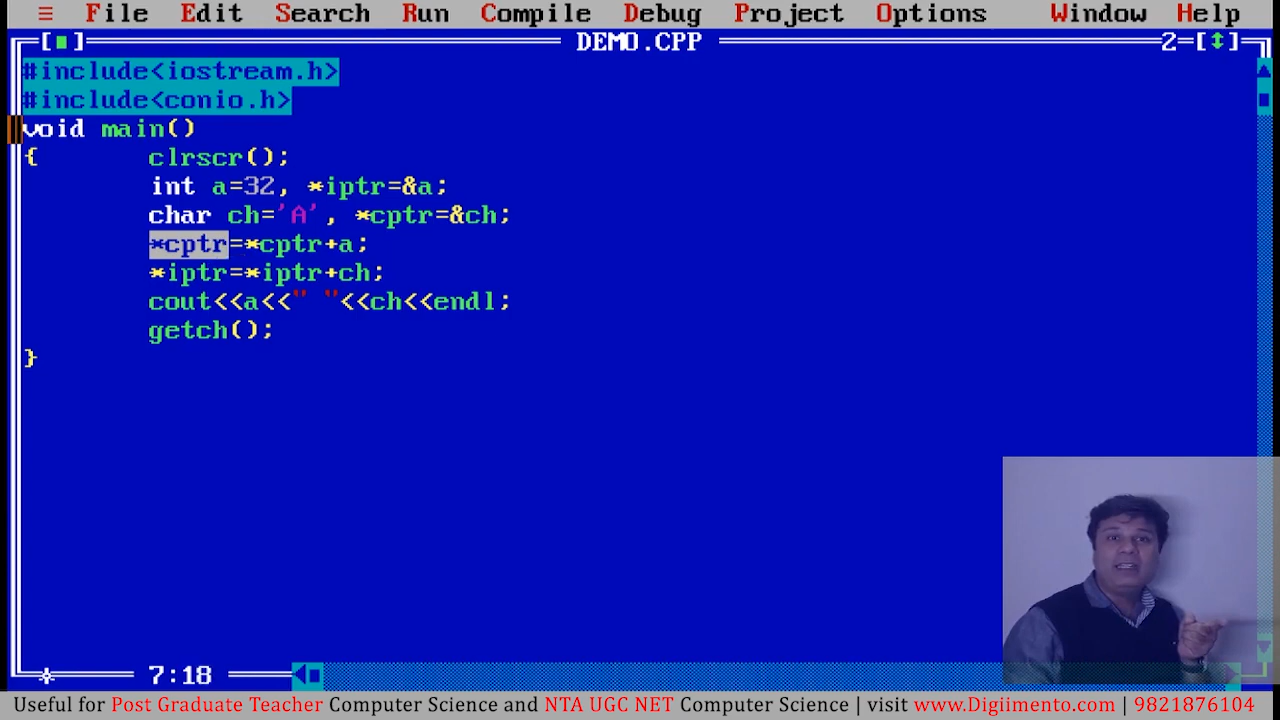 ≡ File Edit Search Run Compile Debug Project Options Window Help
[■] DEMO.CPP 2=[↕]
#include<iostream.h>
#include<conio.h>
void main()
{ clrscr();
int a=32, *iptr=&a;
char ch='A', *cptr=&ch;
*cptr=*cptr+a;
*iptr=*iptr+ch;
cout<<a<<" "<<ch<<endl;
getch();
}
7:18
Useful for Post Graduate Teacher Computer Science and NTA UGC NET Computer Science | visit www.Digiimento.com | 9821876104